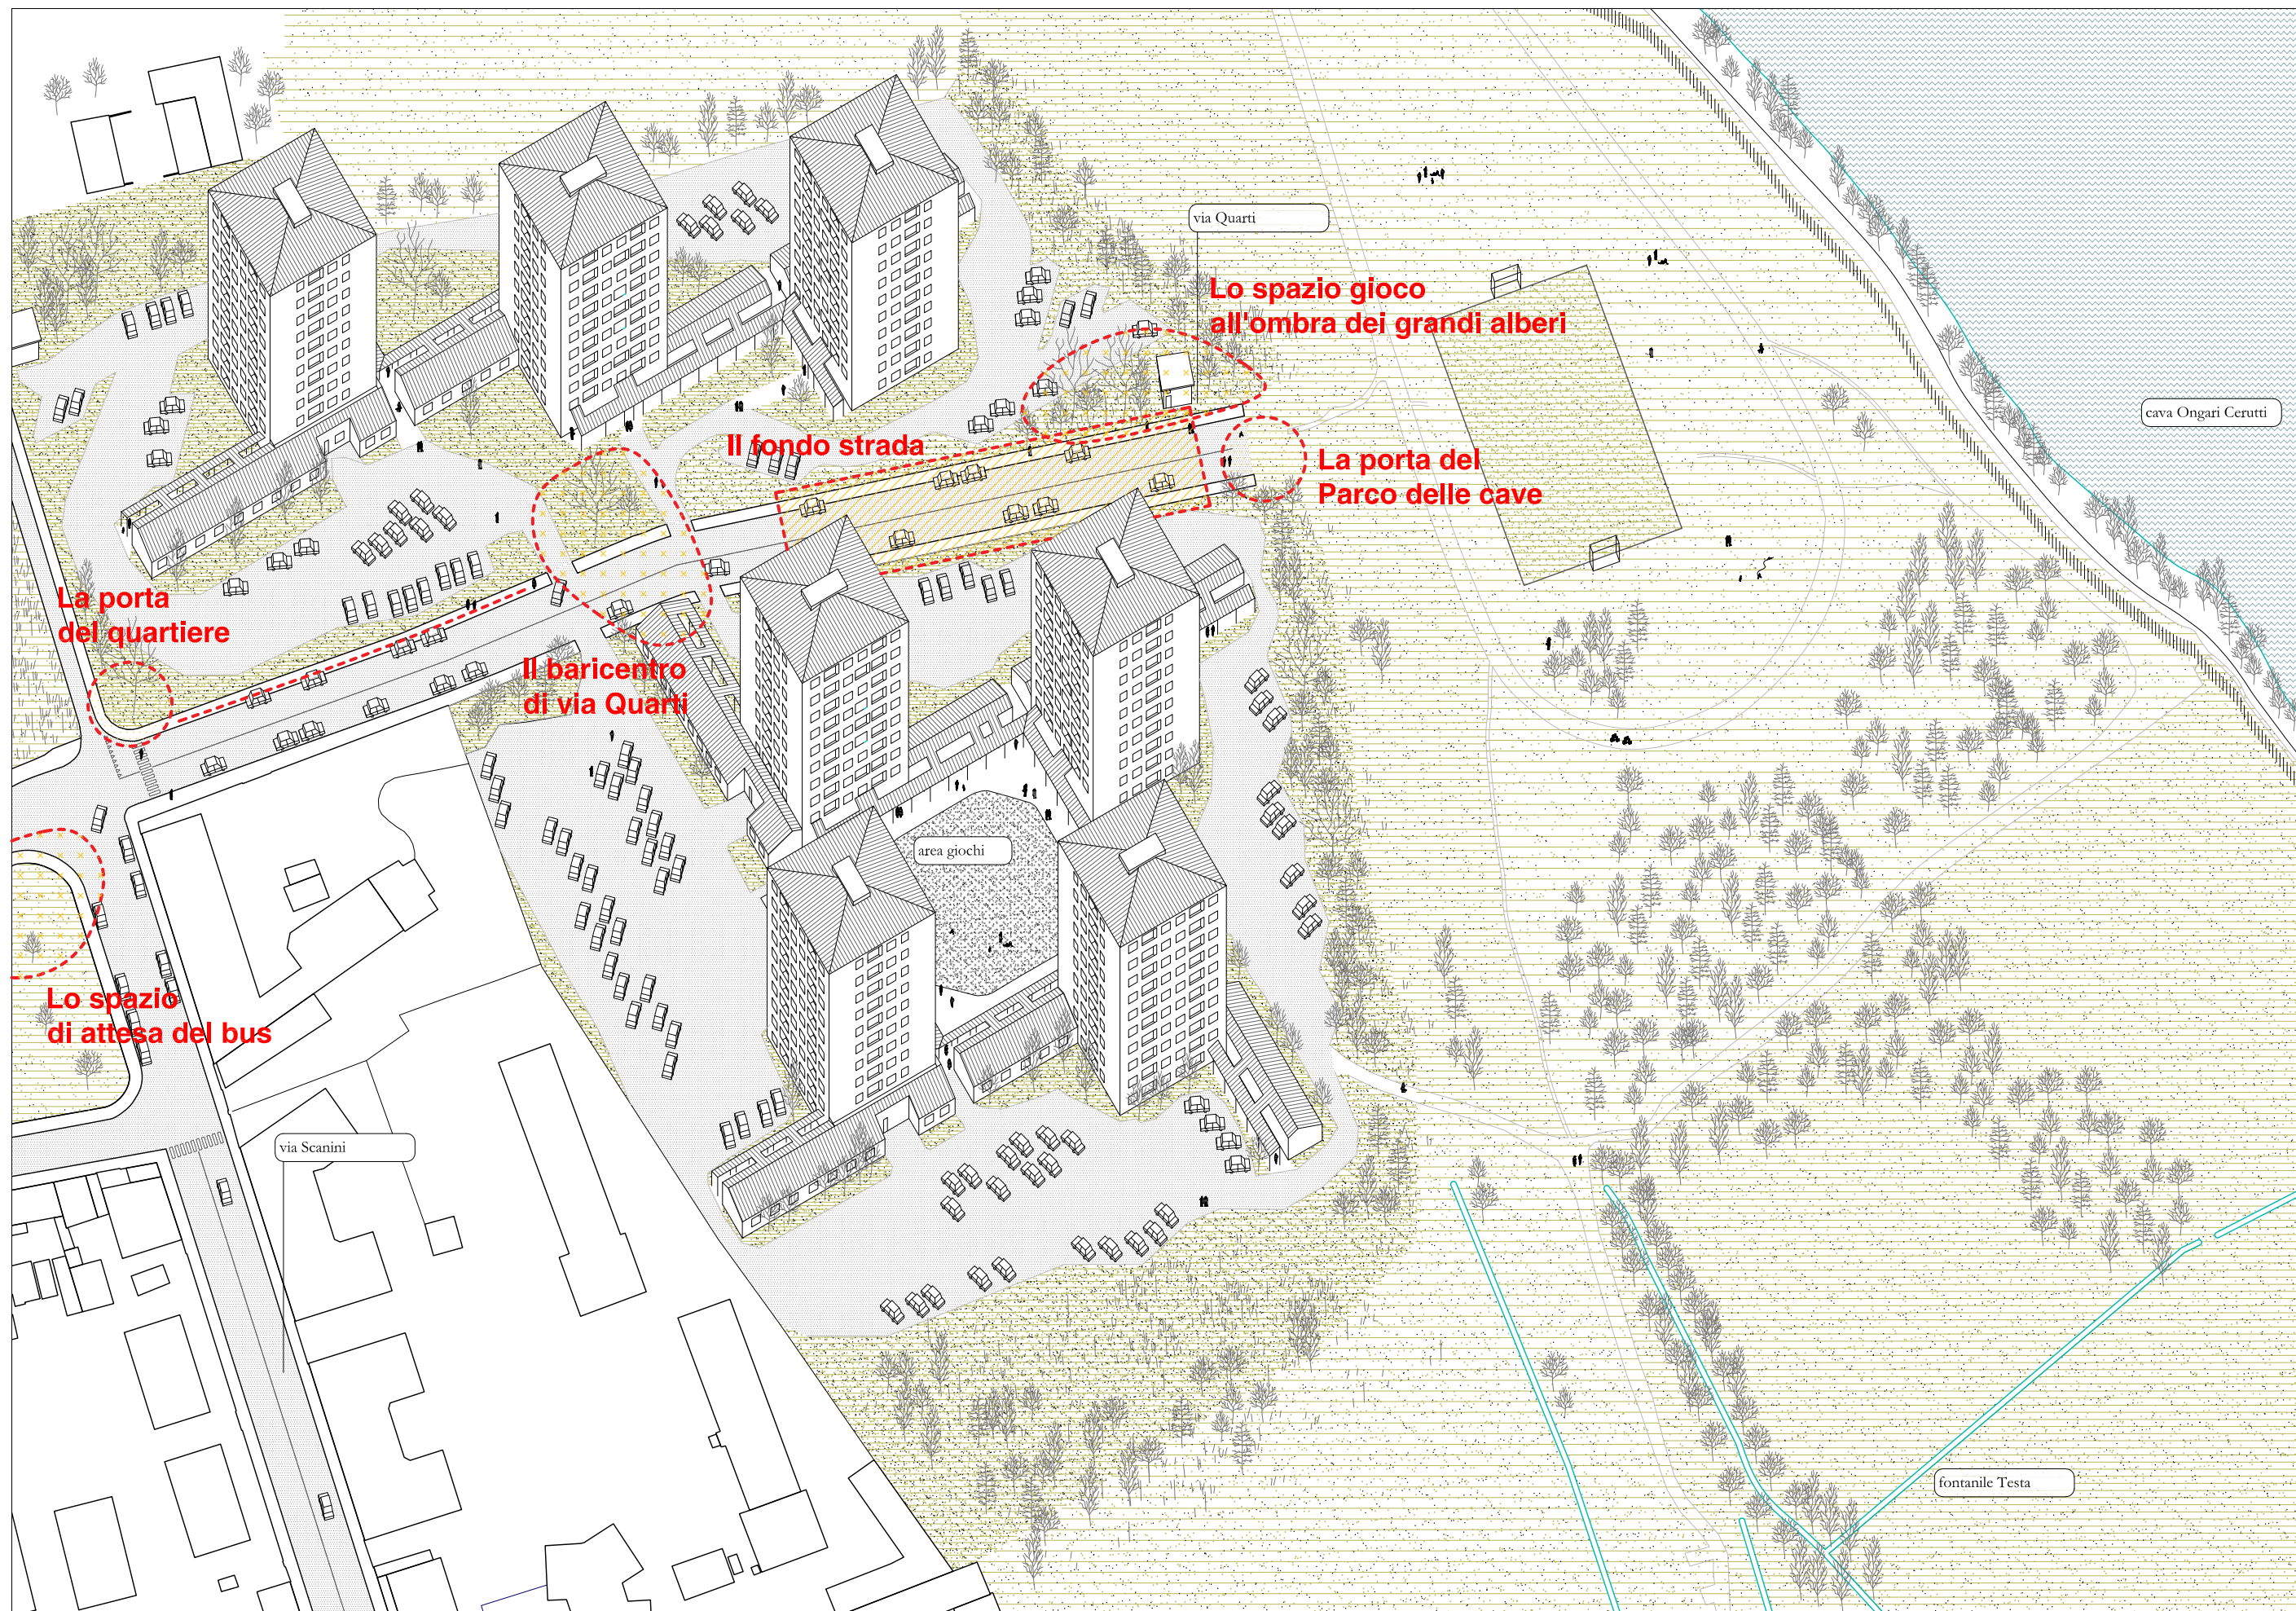 via Quarti
Lo spazio gioco
all'ombra dei grandi alberi
cava Ongari Cerutti
Il fondo strada
La porta del
Parco delle cave
La porta
del quartiere
Il baricentro
di via Quarti
area giochi
Lo spazio
di attesa del bus
via Scanini
fontanile Testa